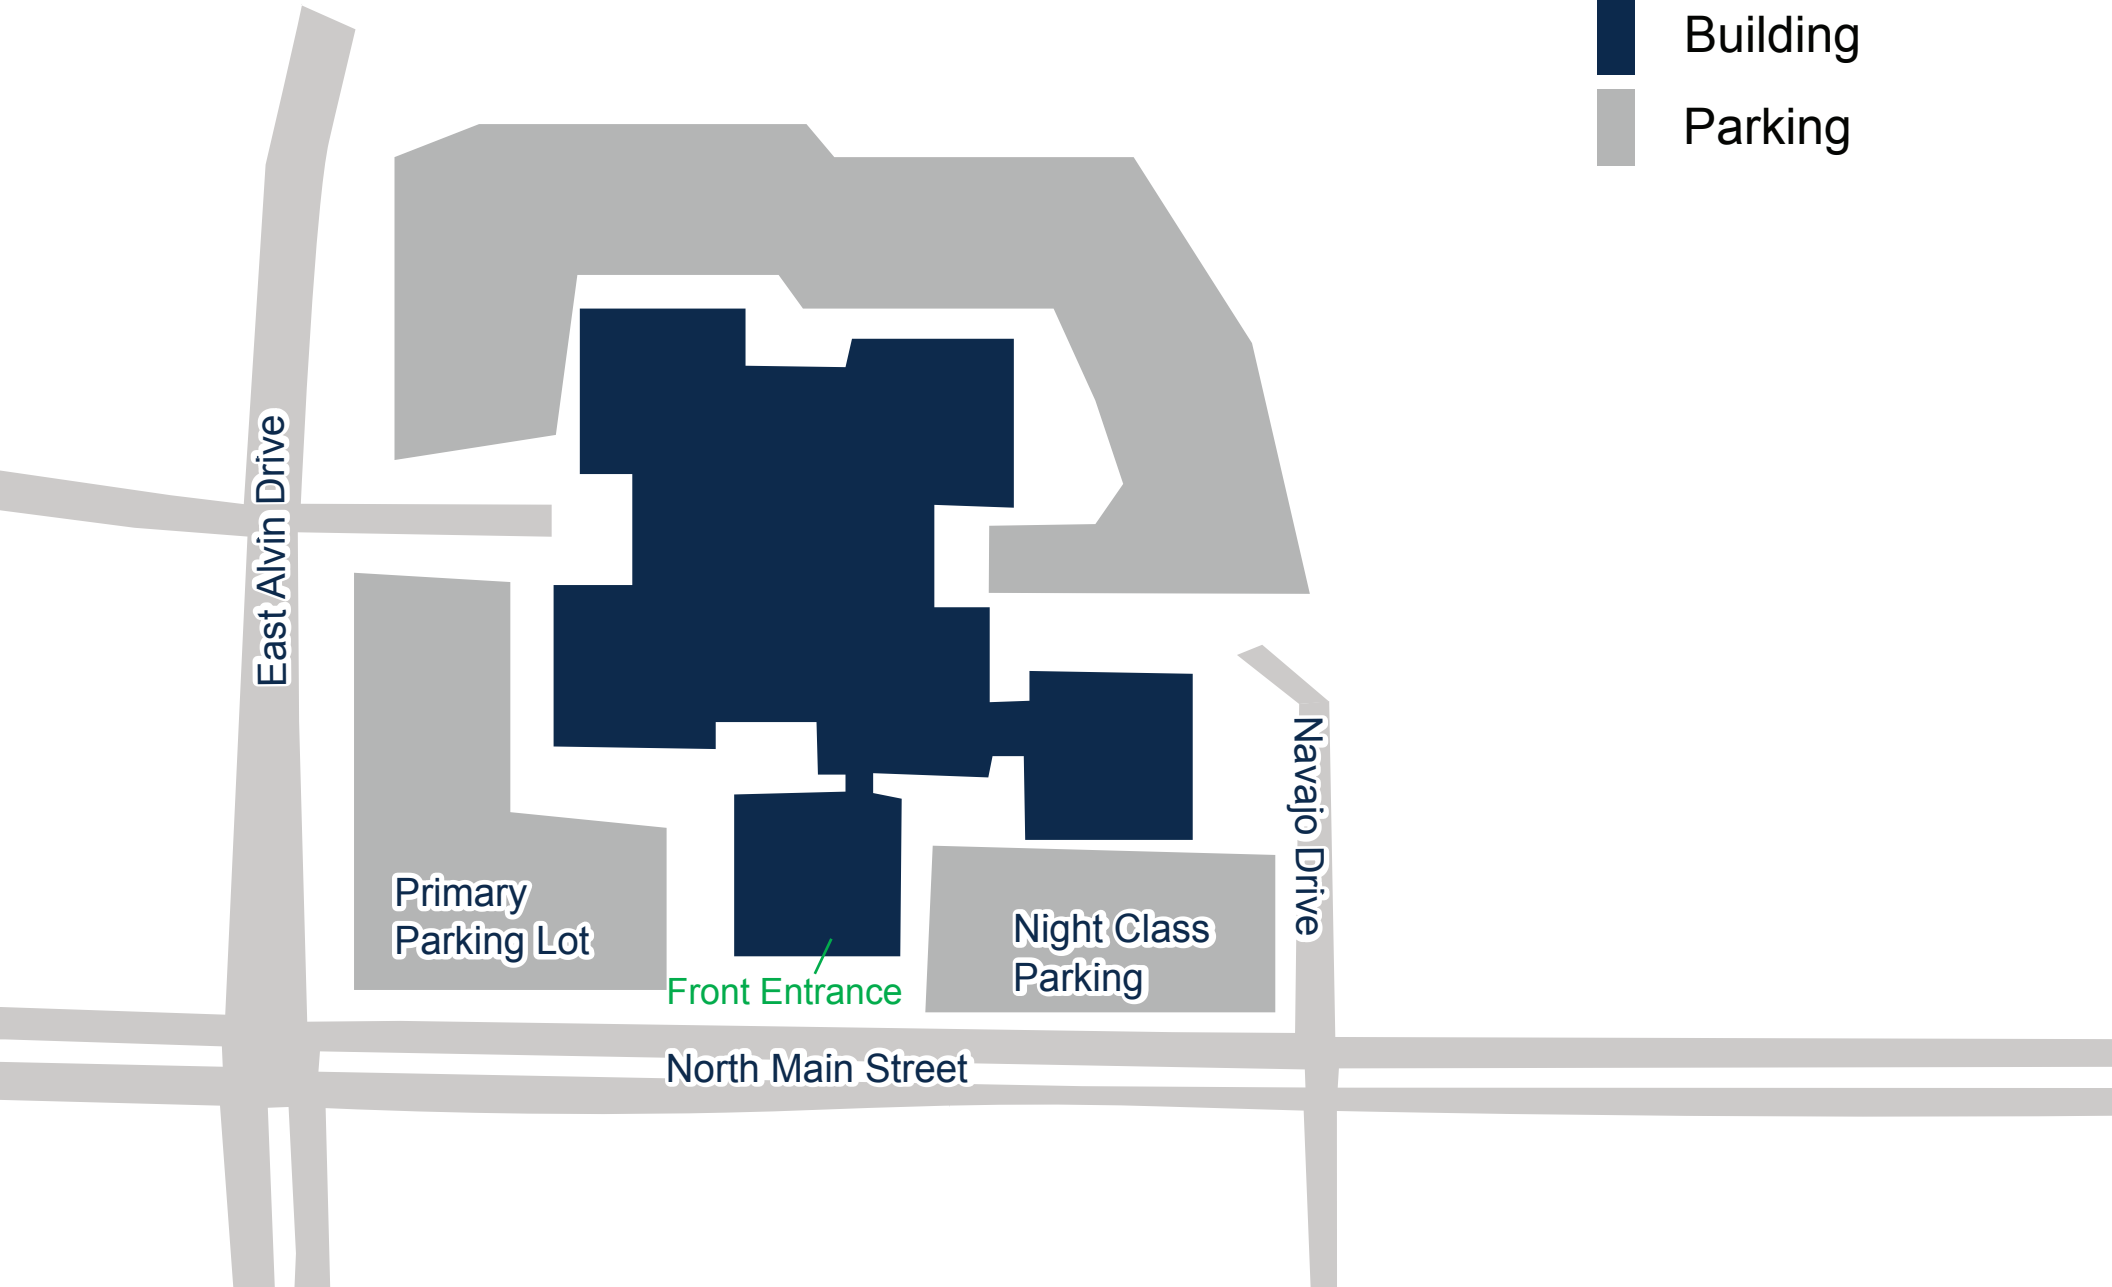 Building
Parking
East Alvin Drive
Navajo Drive
Primary
Parking Lot
Night Class
Parking
Front Entrance
North Main Street